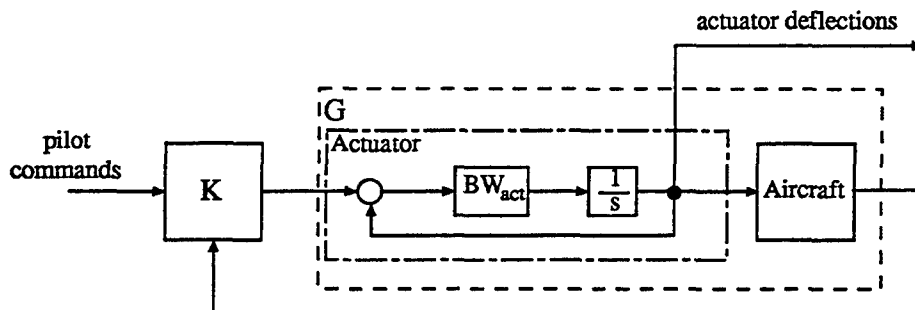 actuator deflections
G
pilot
commands
Actuator
K
BW_act
1
s
Aircraft